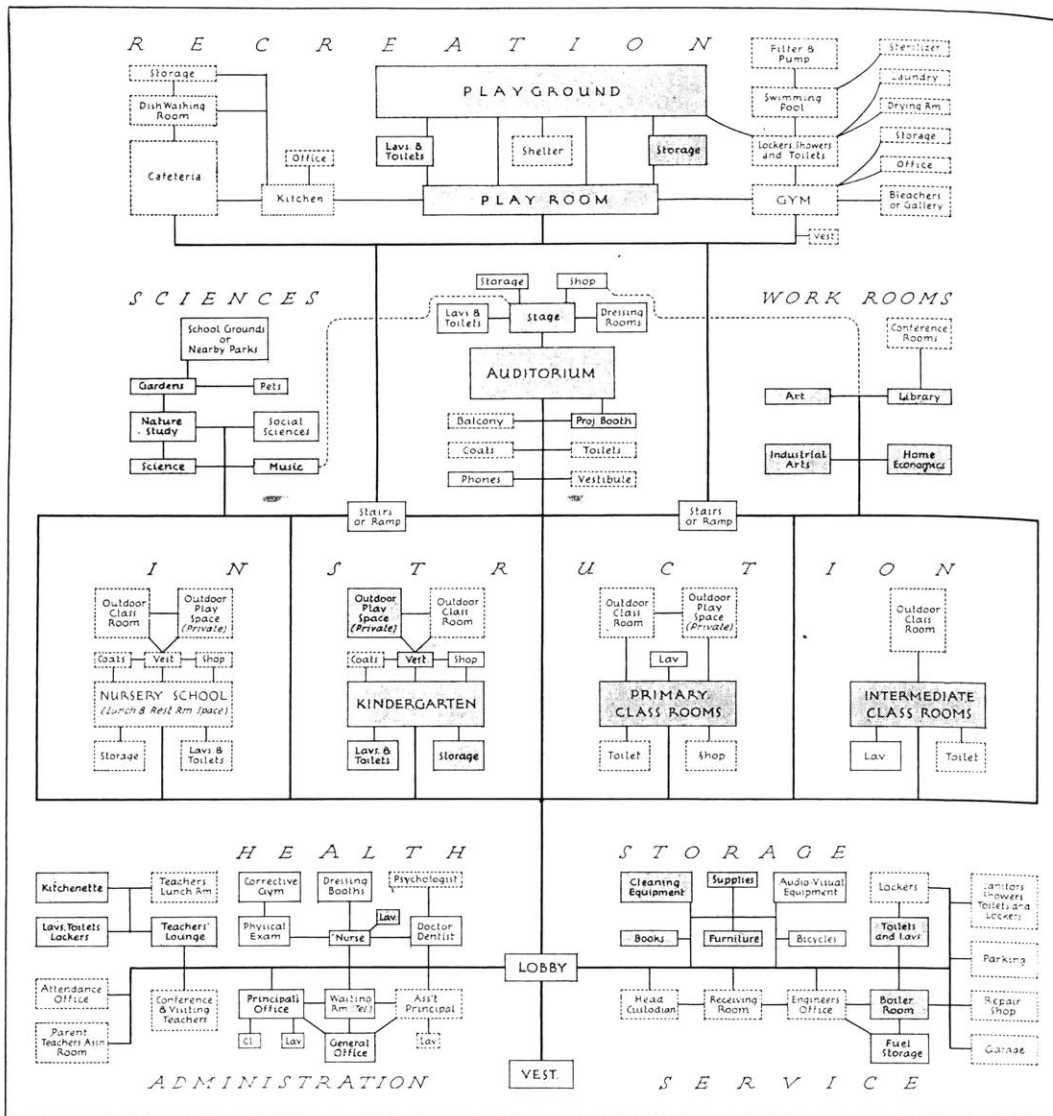 RECREATION
Storage
Dish Washing
Room
Cafeteria
Office
Kitchen
PLAYGROUND
Lavs. &
Toilets
Shelter
Storage
PLAY ROOM
Filter &
Pump
Swimming
Pool
Lockers, Showers
and Toilets
GYM
Vest
Sterilizer
Laundry
Drying Rm
Storage
Office
Bleachers
or Gallery
SCIENCES
School Grounds
or
Nearby Parks
Gardens
Pets
Nature
Study
Social
Sciences
Science
Music
Storage
Shop
Lavs &
Toilets
Stage
Dressing
Rooms
AUDITORIUM
Balcony
Proj Booth
Coats
Toilets
Phones
Vestibute
WORK ROOMS
Conference
Rooms
Art
Library
Industrial
Arts
Home
Economics
Stairs
or Ramp
Stairs
or Ramp
INSTRUCTION
Outdoor
Class
Room
Outdoor
Play
Space
(Private)
Coats
Vest
Shop
NURSERY SCHOOL
(Lunch & Rest Rm Space)
Storage
Lavs. &
Toilets
Outdoor
Play Space
(Private)
Outdoor
Class
Room
Coats
Vest.
Shop
KINDERGARTEN
Lavs. &
Toilets
Storage
Outdoor
Class
Room
Outdoor
Play Space
(Private)
Lav
PRIMARY
CLASS ROOMS
Toilet
Shop
Outdoor
Class
Room
INTERMEDIATE
CLASS ROOMS
Lav
Toilet
HEALTH
Kitchenette
Teachers
Lunch Rm
Lavs, Toilets
Lockers
Teachers'
Lounge
Corrective
Gym
Dressing
Booths
Psychologist
Physical
Exam
Nurse
Lav.
Doctor
Dentist
STORAGE
Cleaning
Equipment
Supplies
Audio-Visual
Equipment
Books
Furniture
Bicycles
Lockers
Toilets
and Lavs.
Janitors
Showers
Toilets and
Lockers
Parking
LOBBY
Attendance
Office
Parent
Teachers Ass'n
Room
Conference
& Visiting
Teachers
Principal's
Office
Cl.
Lav
Waiting
Rm (Tel)
General
Office
Ass't
Principal
Lav
Head
Custodian
Receiving
Room
Engineers
Office
Boiler
Room
Fuel
Storage
Repair
Shop
Garage
VEST.
ADMINISTRATION
SERVICE